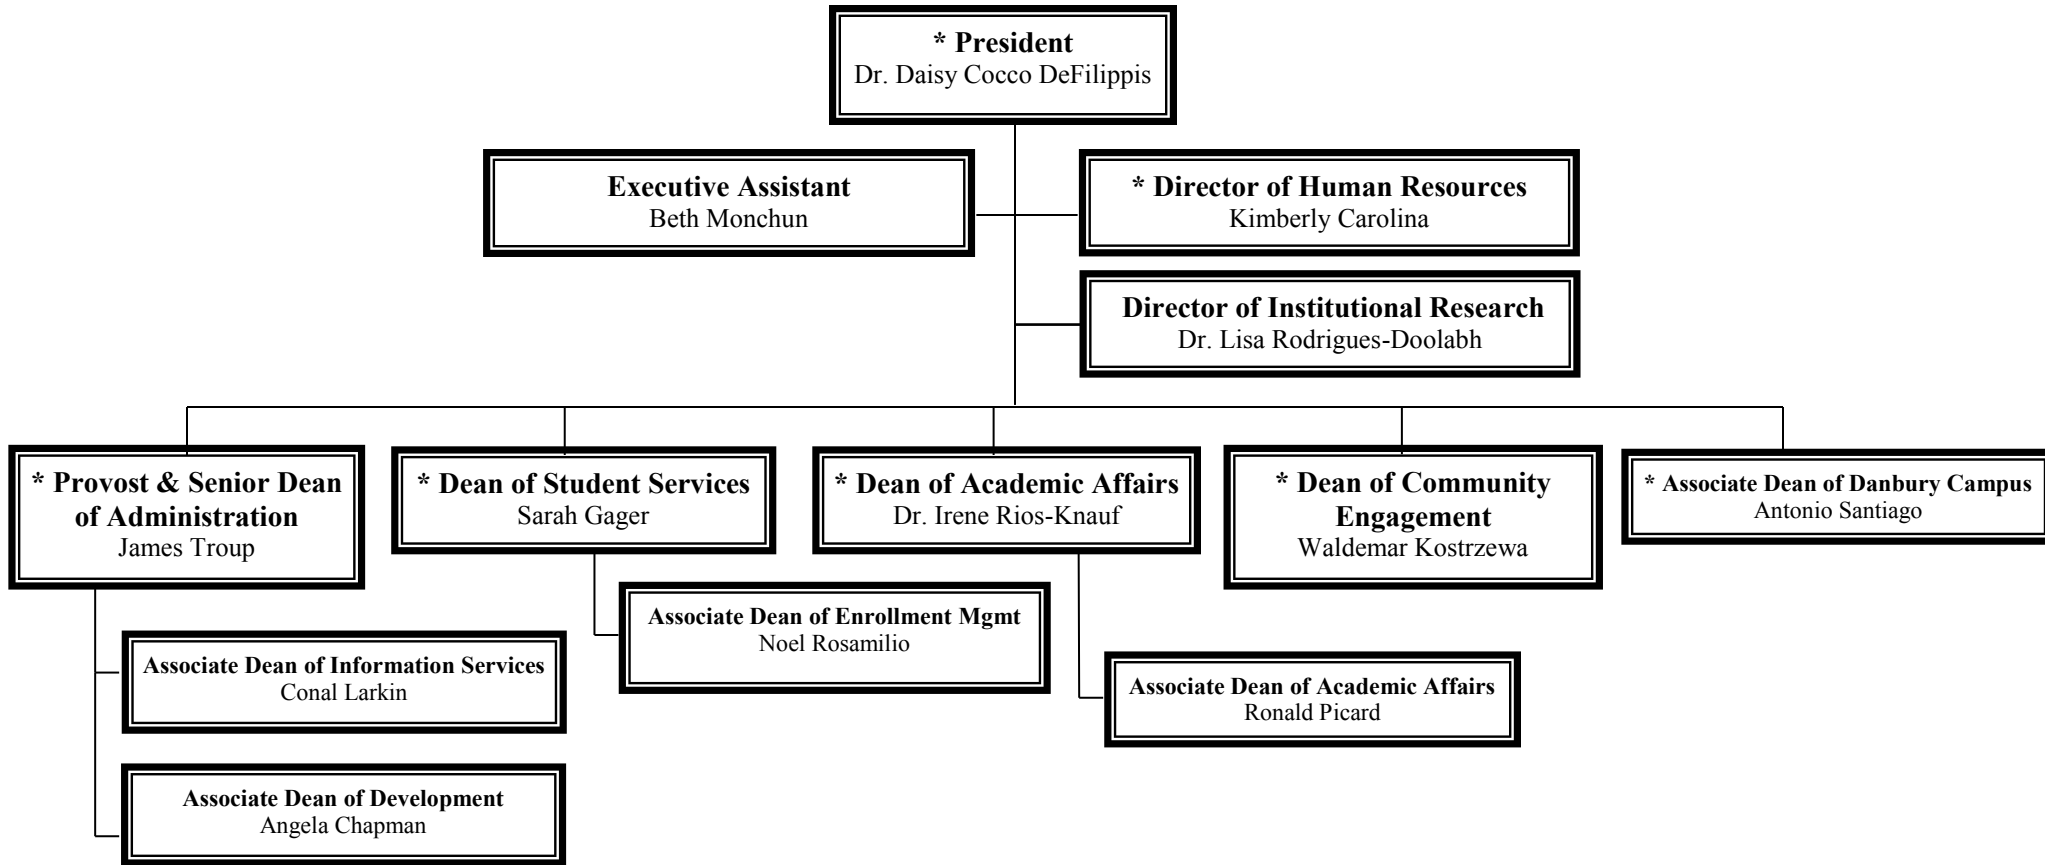 * President
Dr. Daisy Cocco DeFilippis
Executive Assistant
Beth Monchun
* Director of Human Resources
Kimberly Carolina
Director of Institutional Research
Dr. Lisa Rodrigues-Doolabh
* Provost & Senior Dean
of Administration
James Troup
* Dean of Student Services
Sarah Gager
* Dean of Academic Affairs
Dr. Irene Rios-Knauf
* Dean of Community
Engagement
Waldemar Kostrzewa
* Associate Dean of Danbury Campus
Antonio Santiago
Associate Dean of Information Services
Conal Larkin
Associate Dean of Development
Angela Chapman
Associate Dean of Enrollment Mgmt
Noel Rosamilio
Associate Dean of Academic Affairs
Ronald Picard